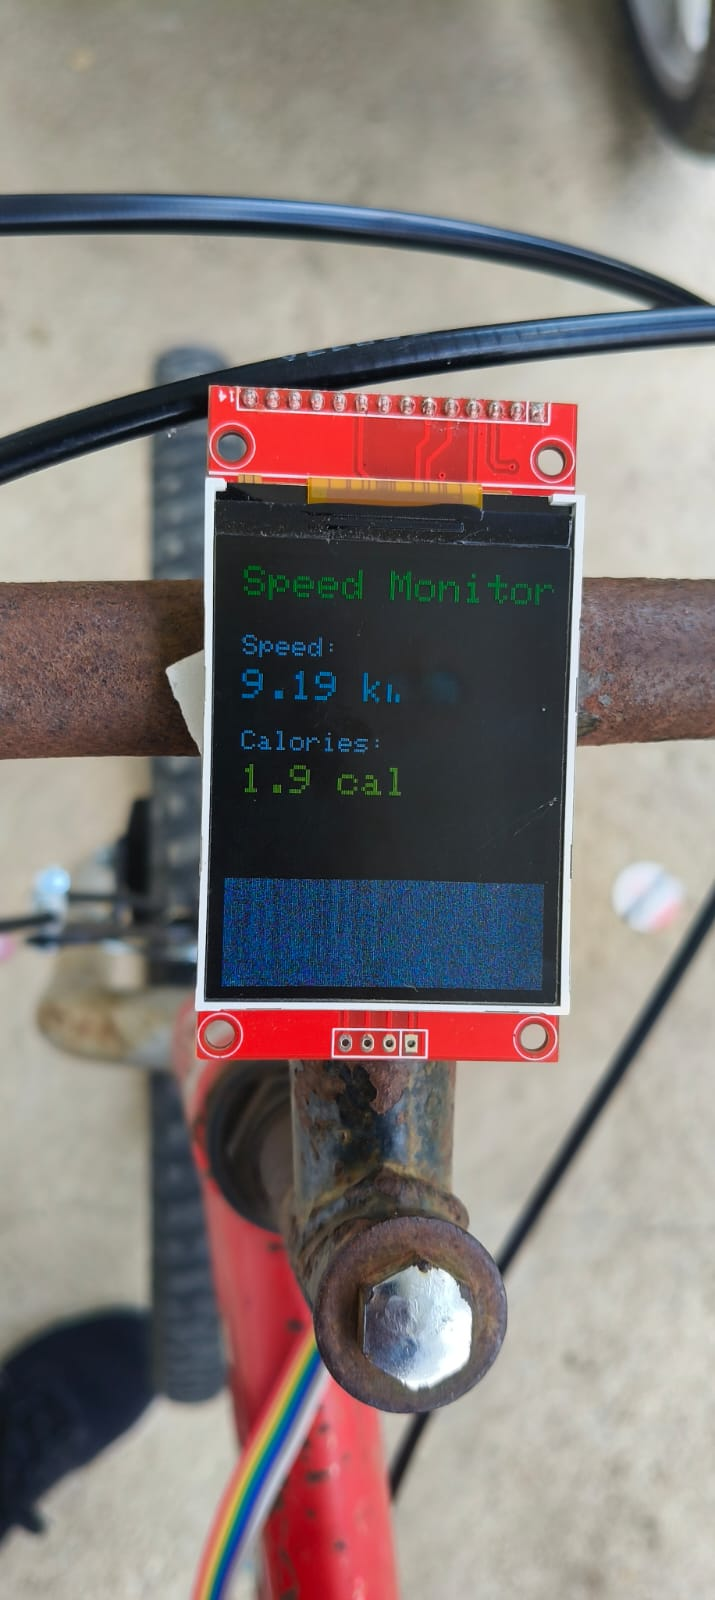 Speed Monitor
Speed:
9.19
Calories:
1.9 cal